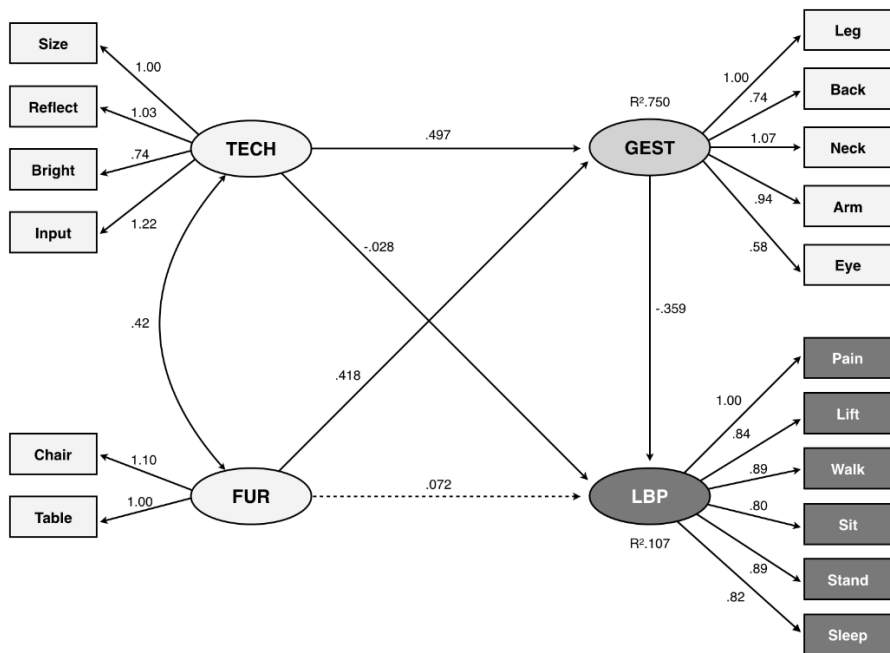 Size
Reflect
Bright
Input
1.00
1.03
.74
1.22
TECH
.497
-.028
.42
.418
R².750
GEST
1.00
.74
1.07
.94
.58
Leg
Back
Neck
Arm
Eye
-.359
Chair
Table
1.10
1.00
FUR
.072
LBP
R².107
1.00
.84
.89
.80
.89
.82
Pain
Lift
Walk
Sit
Stand
Sleep